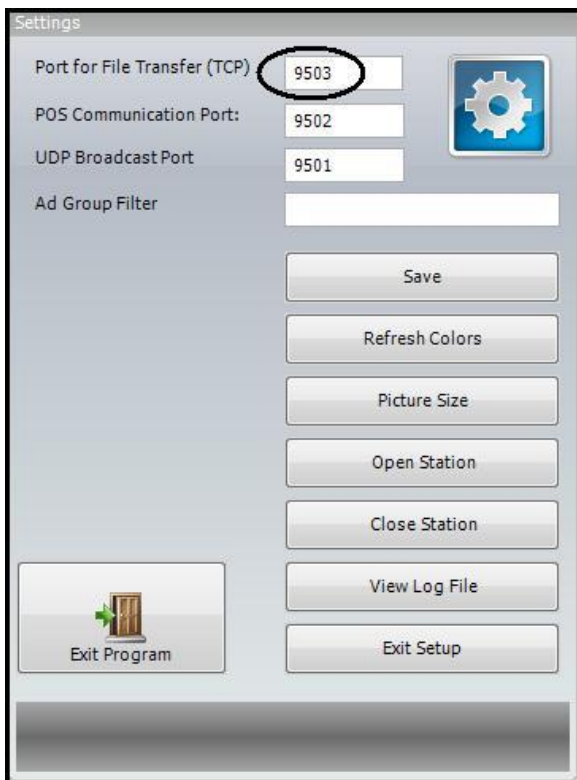 Settings
Port for File Transfer (TCP) 9503
POS Communication Port: 9502
UDP Broadcast Port 9501
Ad Group Filter
Save
Refresh Colors
Picture Size
Open Station
Close Station
View Log File
Exit Program
Exit Setup